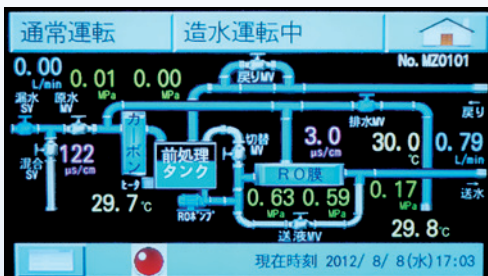 通常運転
造水運転中
No. MZ0101
0.00
L/min
0.01
MPa
0.00
MPa
戻りMV
漏水
SV
原水
MV
カーボン
排水MV
戻り
混合
SV
122
μs/cm
前処理
タンク
切替
MV
3.0
μs/cm
30.0
℃
0.79
L/min
RO膜
ヒータ
29.7℃
ROポンプ
0.63
MPa
0.59
MPa
0.17
MPa
送水
送液MV
29.8℃
現在時刻 2012/ 8/ 8(水)17:03